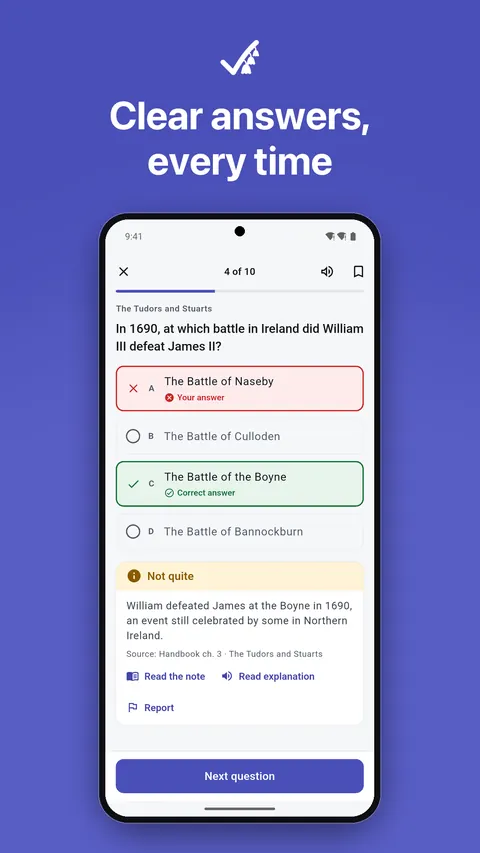 Clear answers,
every time
9:41
4 of 10
The Tudors and Stuarts
In 1690, at which battle in Ireland did William
III defeat James II?
A The Battle of Naseby
Your answer
B The Battle of Culloden
C The Battle of the Boyne
Correct answer
D The Battle of Bannockburn
Not quite
William defeated James at the Boyne in 1690,
an event still celebrated by some in Northern
Ireland.
Source: Handbook ch. 3 · The Tudors and Stuarts
Read the note Read explanation
Report
Next question